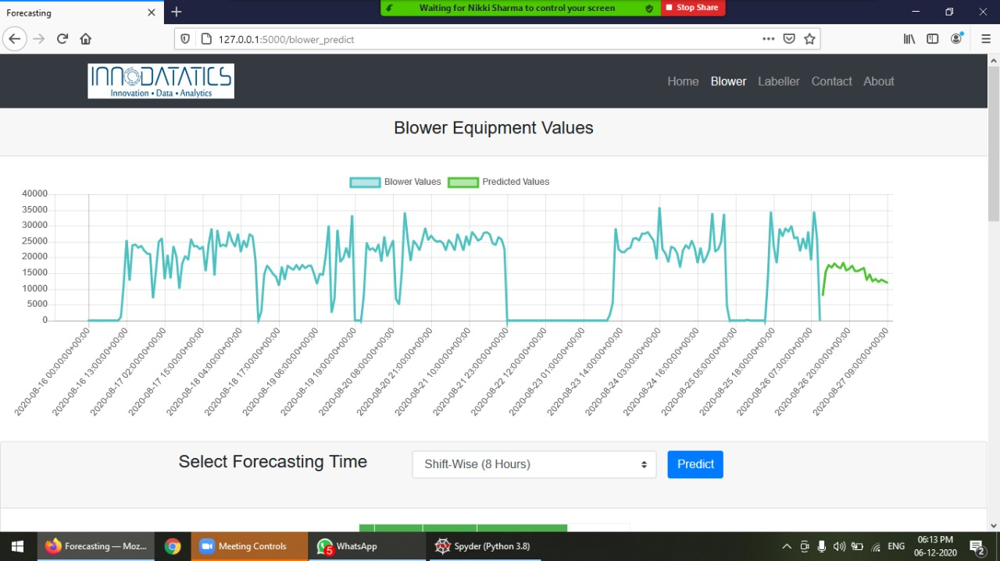 Forecasting
Waiting for Nikki Sharma to control your screen
Stop Share
127.0.0.1:5000/blower_predict
INNODATATICS
Innovation • Data • Analytics
Home Blower Labeller Contact About
Blower Equipment Values
Blower Values Predicted Values
40000
35000
30000
25000
20000
15000
10000
5000
0
2020-08-16 00:00:00+00:00
2020-08-16 13:00:00+00:00
2020-08-17 02:00:00+00:00
2020-08-17 15:00:00+00:00
2020-08-18 04:00:00+00:00
2020-08-18 17:00:00+00:00
2020-08-19 06:00:00+00:00
2020-08-19 19:00:00+00:00
2020-08-20 08:00:00+00:00
2020-08-20 21:00:00+00:00
2020-08-21 10:00:00+00:00
2020-08-21 23:00:00+00:00
2020-08-22 12:00:00+00:00
2020-08-23 01:00:00+00:00
2020-08-23 14:00:00+00:00
2020-08-24 03:00:00+00:00
2020-08-24 16:00:00+00:00
2020-08-25 05:00:00+00:00
2020-08-25 18:00:00+00:00
2020-08-26 07:00:00+00:00
2020-08-26 20:00:00+00:00
2020-08-27 09:00:00+00:00
Select Forecasting Time
Shift-Wise (8 Hours)
Predict
Forecasting — Moz...
Meeting Controls
5
WhatsApp
Spyder (Python 3.8)
ENG
06:13 PM
06-12-2020
2